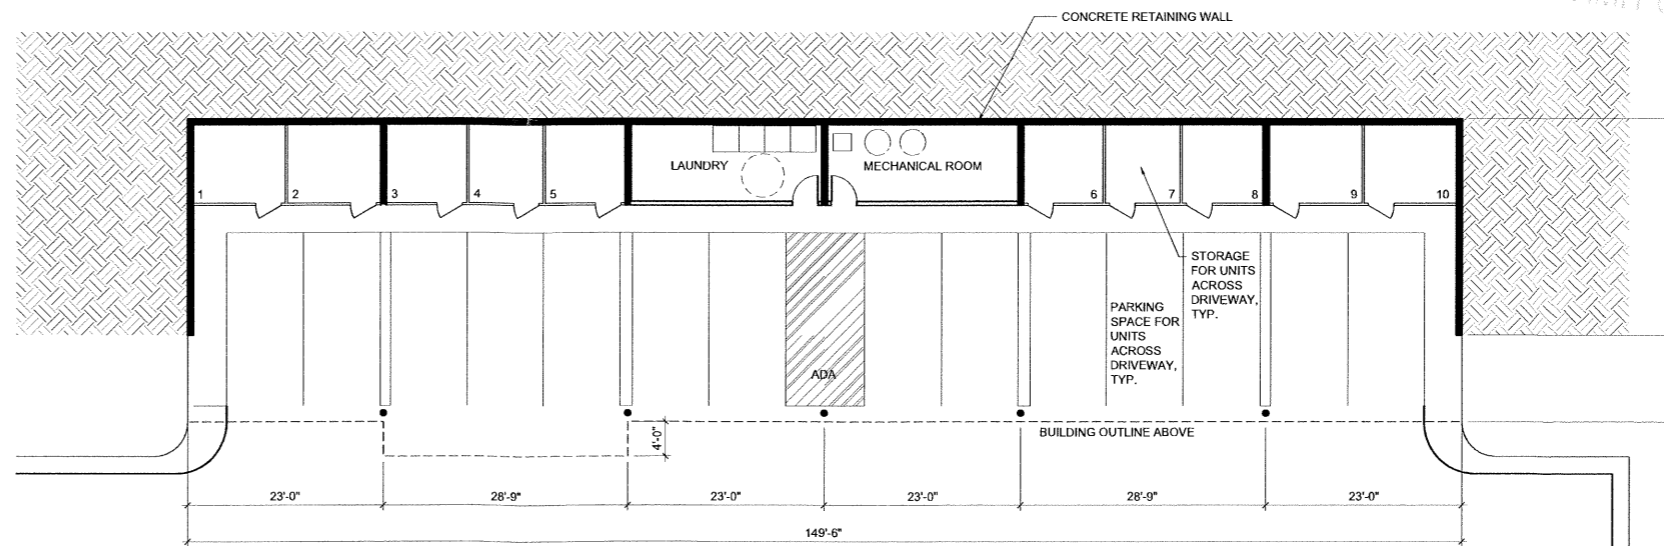 CONCRETE RETAINING WALL
LAUNDRY
MECHANICAL ROOM
1
2
3
4
5
6
7
8
9
10
STORAGE
FOR UNITS
ACROSS
DRIVEWAY,
TYP.
PARKING
SPACE FOR
UNITS
ACROSS
DRIVEWAY,
TYP.
ADA
BUILDING OUTLINE ABOVE
4'-0"
23'-0"
28'-9"
23'-0"
23'-0"
28'-9"
23'-0"
149'-6"